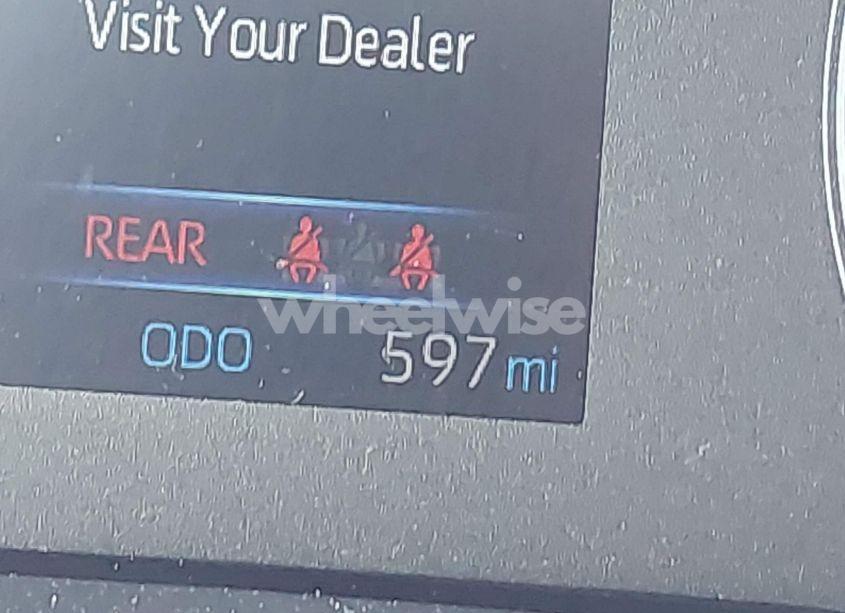 Visit Your Dealer
REAR
wheelwise
ODO 597 mi